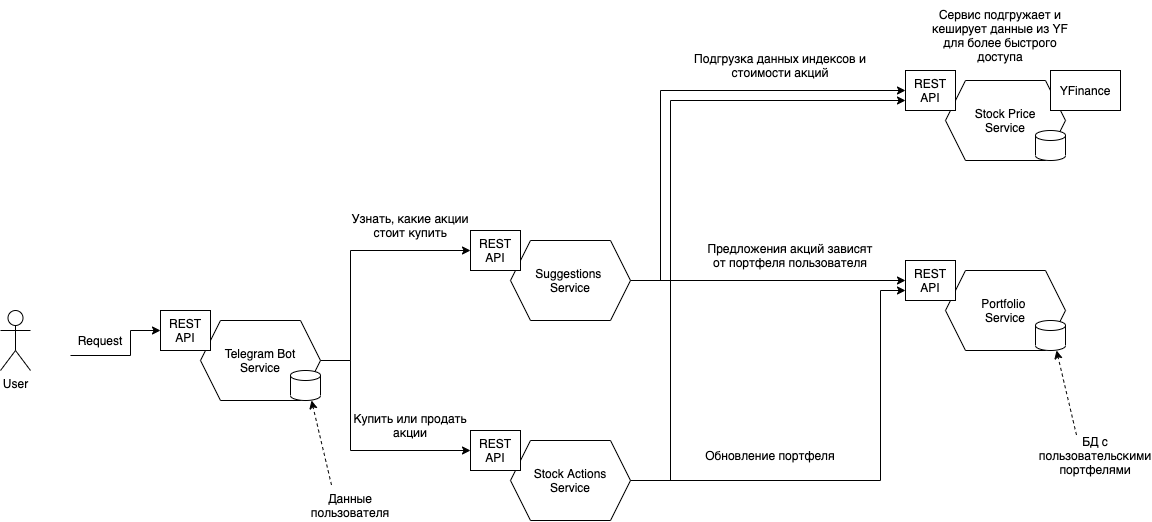 Сервис подгружает и
кеширует данные из YF
для более быстрого
доступа
Подгрузка данных индексов и
стоимости акций
REST
API
YFinance
Stock Price
Service
Узнать, какие акции
стоит купить
REST
API
Suggestions
Service
Предложения акций зависят
от портфеля пользователя
REST
API
Portfolio
Service
User
Request
REST
API
Telegram Bot
Service
Купить или продать
акции
REST
API
Stock Actions
Service
Обновление портфеля
БД с
пользовательскими
портфелями
Данные
пользователя